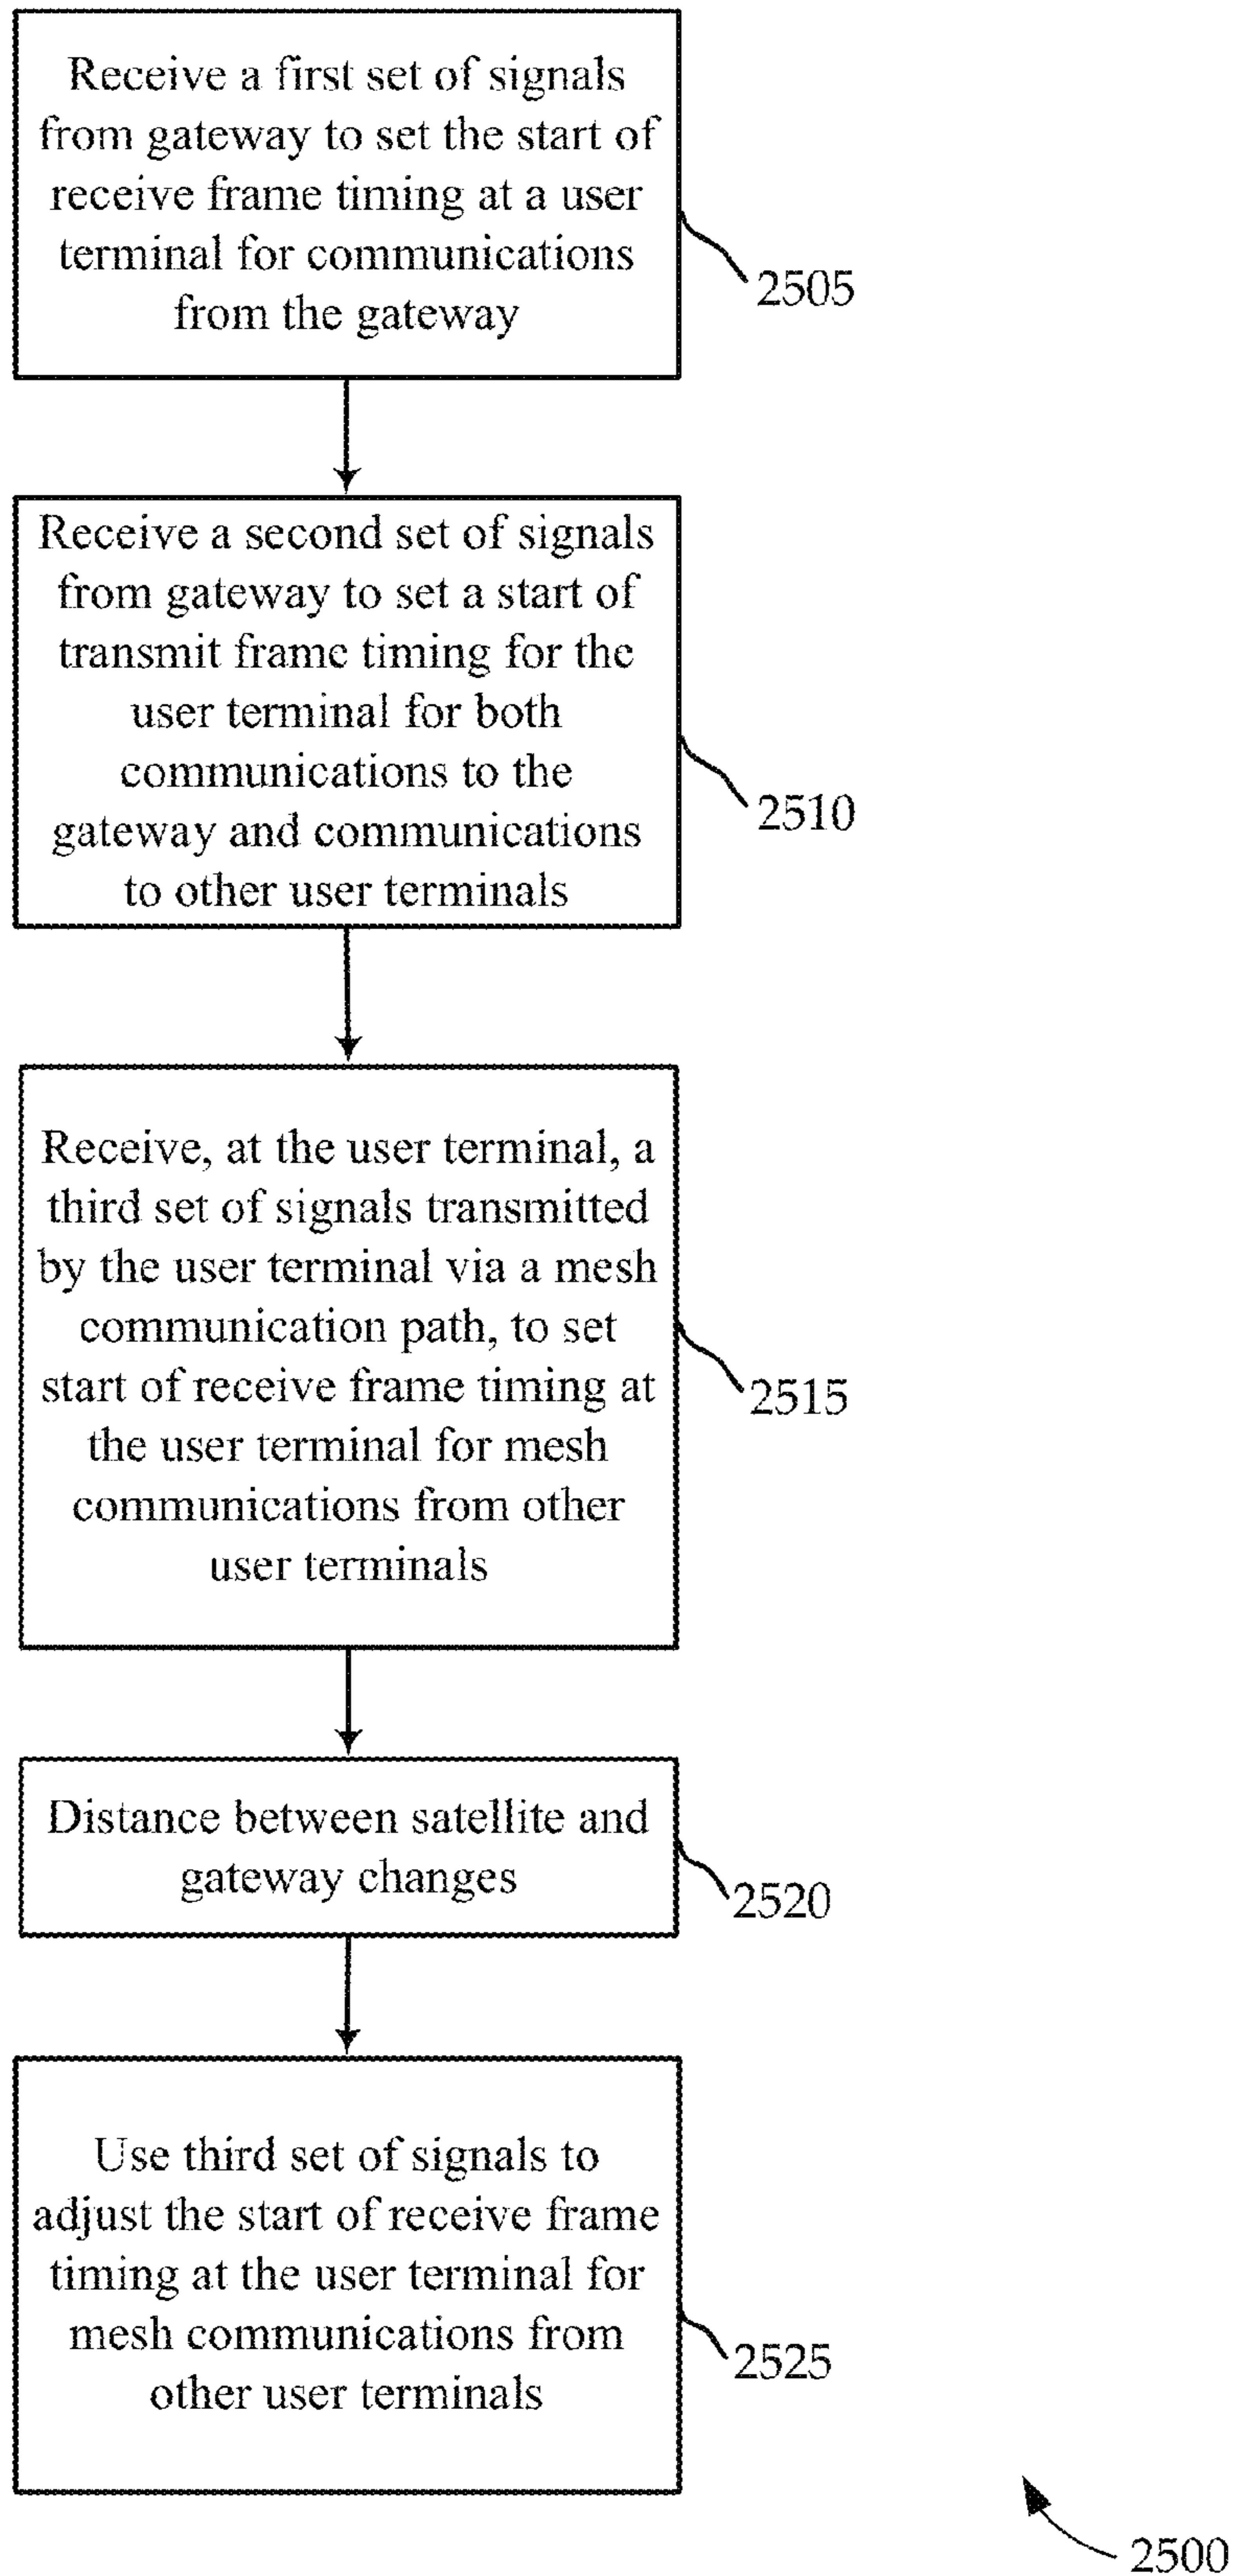 Receive a first set of signals
from gateway to set the start of
receive frame timing at a user
terminal for communications
from the gateway
2505
Receive a second set of signals
from gateway to set a start of
transmit frame timing for the
user terminal for both
communications to the
gateway and communications
to other user terminals
2510
Receive, at the user terminal, a
third set of signals transmitted
by the user terminal via a mesh
communication path, to set
start of receive frame timing at
the user terminal for mesh
communications from other
user terminals
2515
Distance between satellite and
gateway changes
2520
Use third set of signals to
adjust the start of receive frame
timing at the user terminal for
mesh communications from
other user terminals
2525
2500